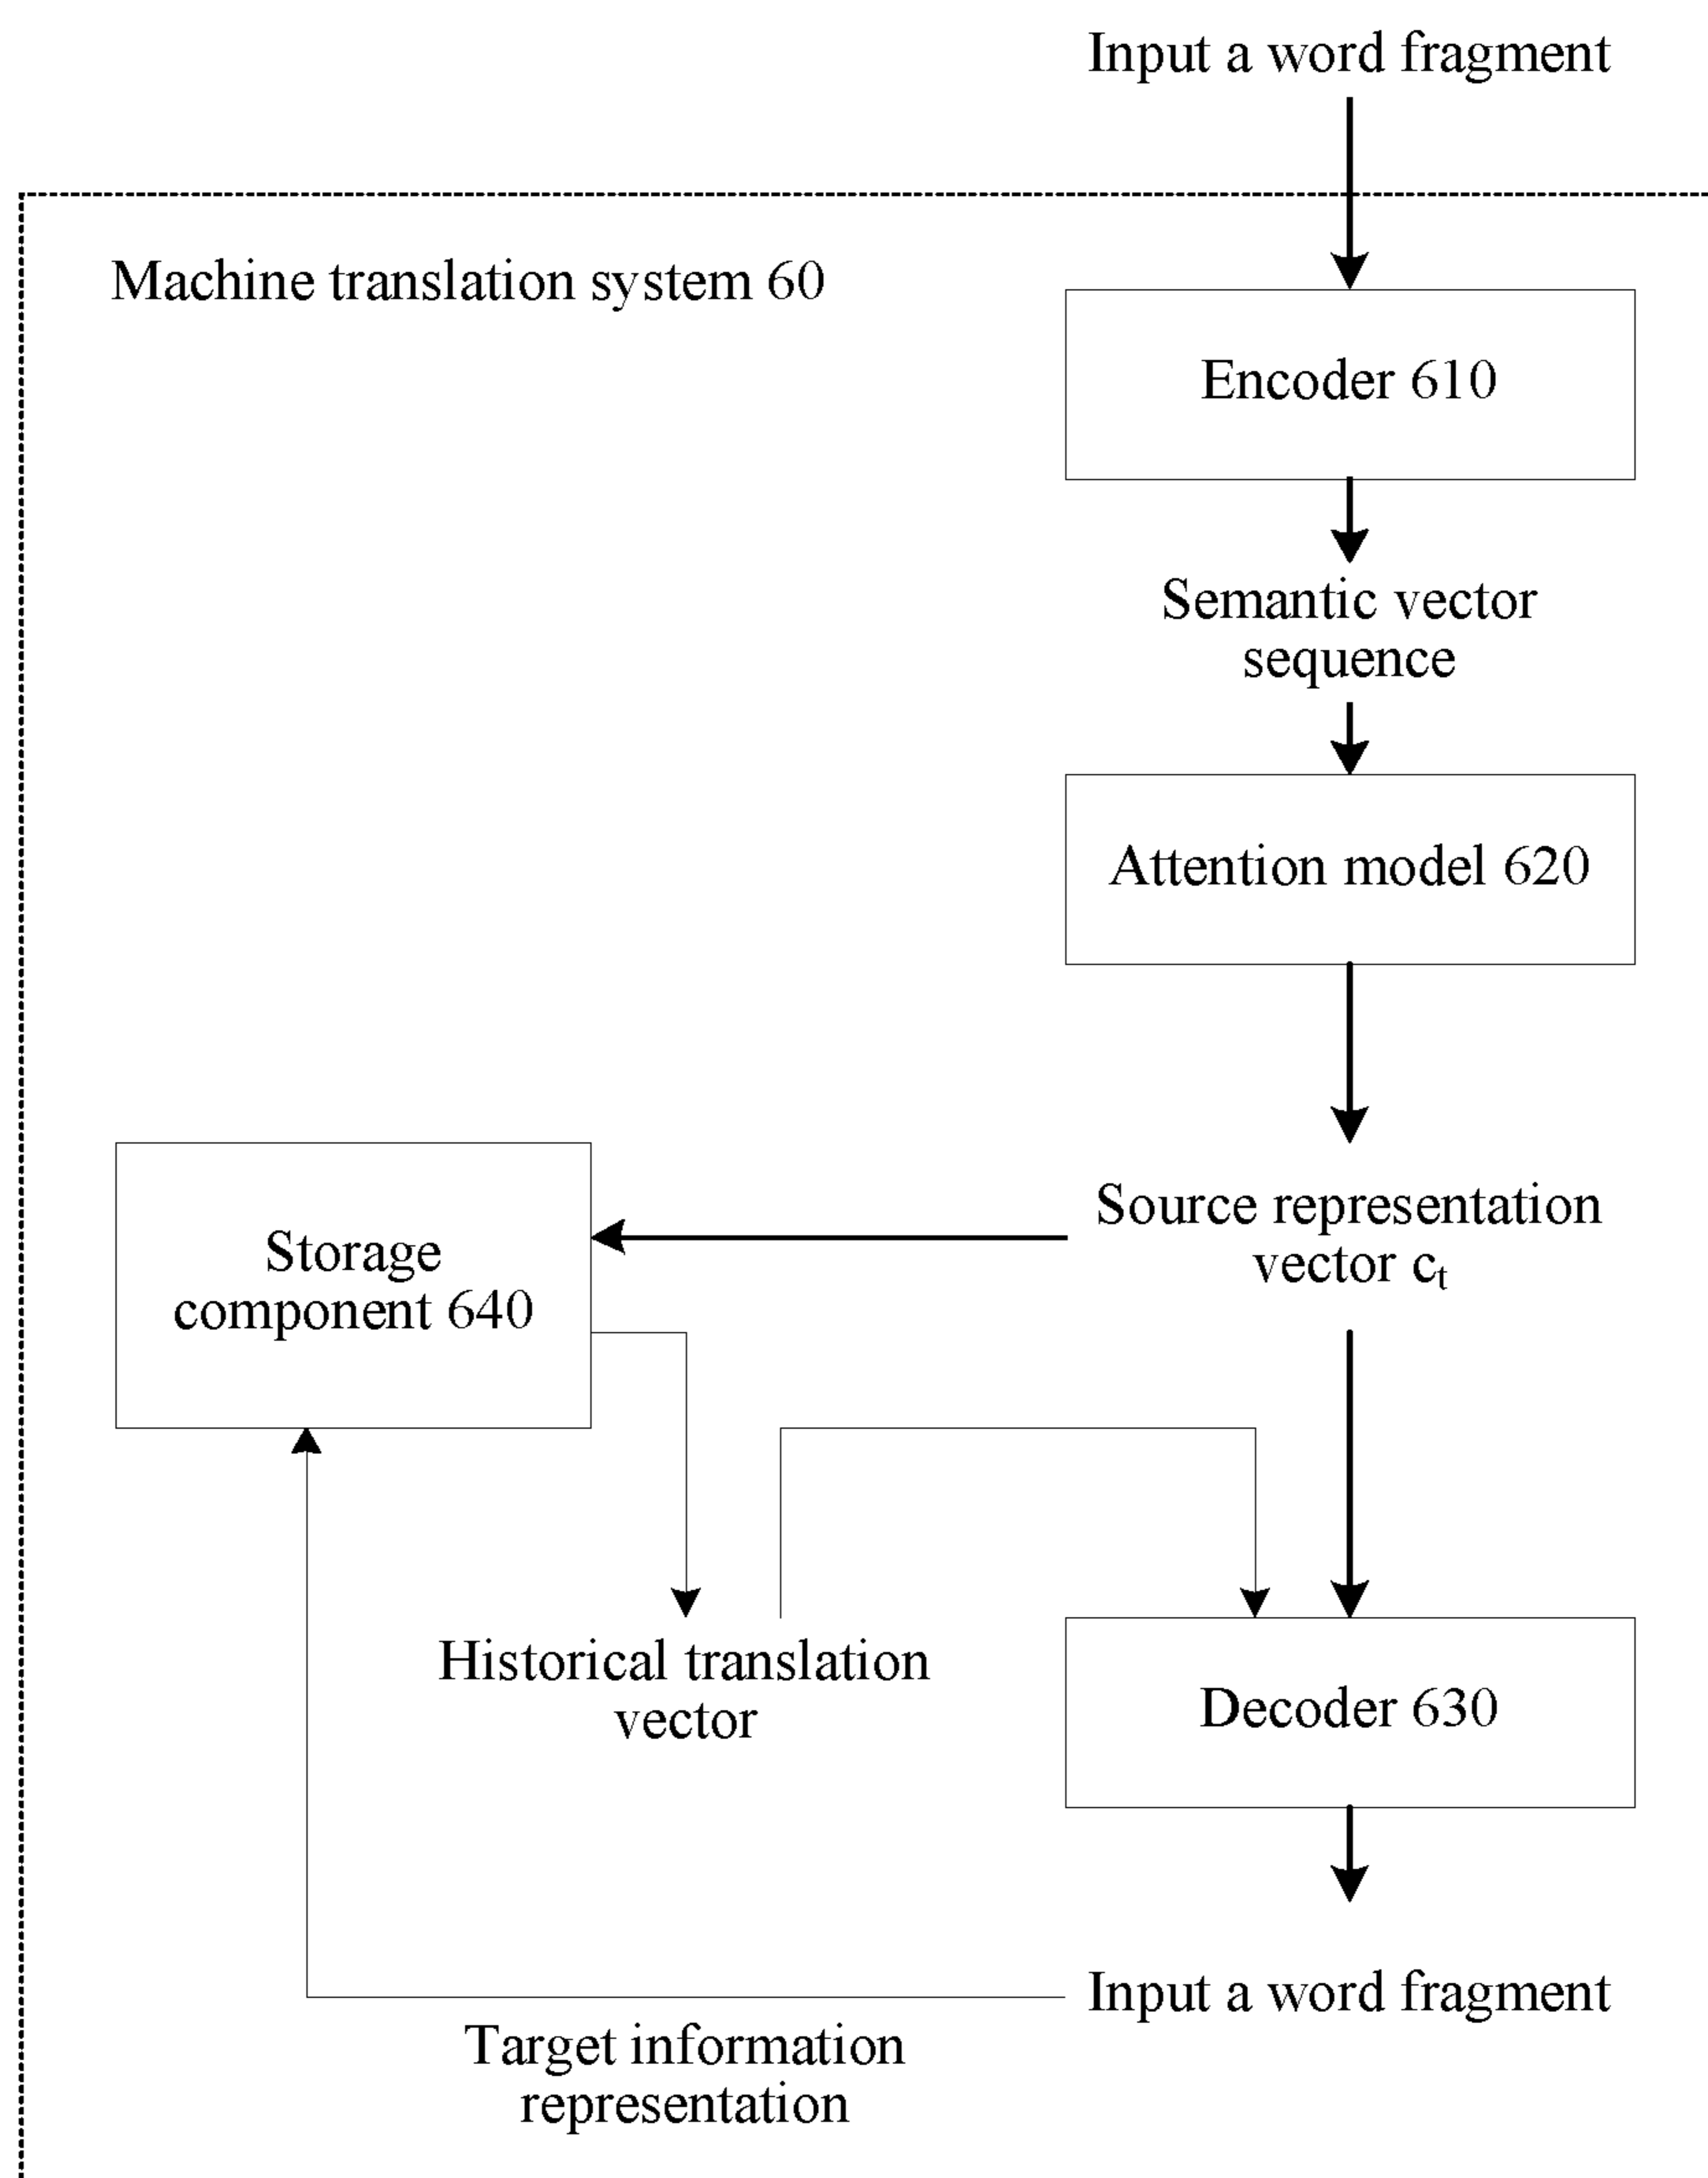 Input a word fragment
Machine translation system 60
Encoder 610
Semantic vector
sequence
Attention model 620
Source representation
vector cₜ
Storage
component 640
Historical translation
vector
Decoder 630
Input a word fragment
Target information
representation